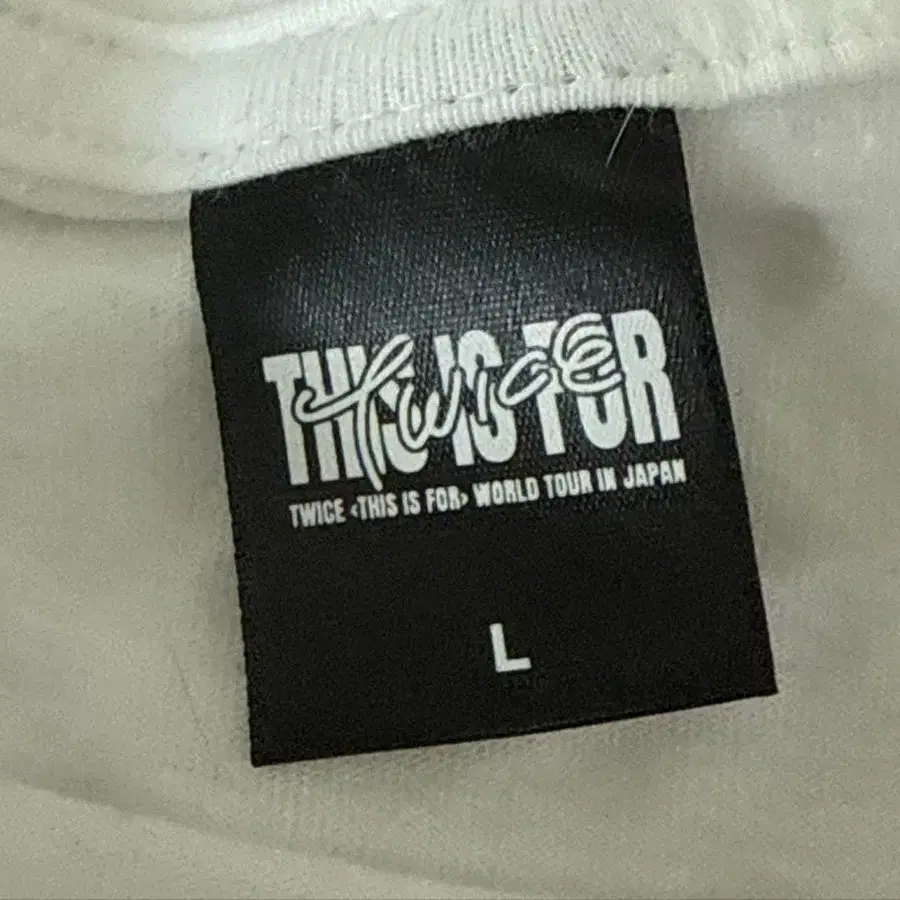 THIS IS FOR
Twice
TWICE <THIS IS FOR> WORLD TOUR IN JAPAN
L